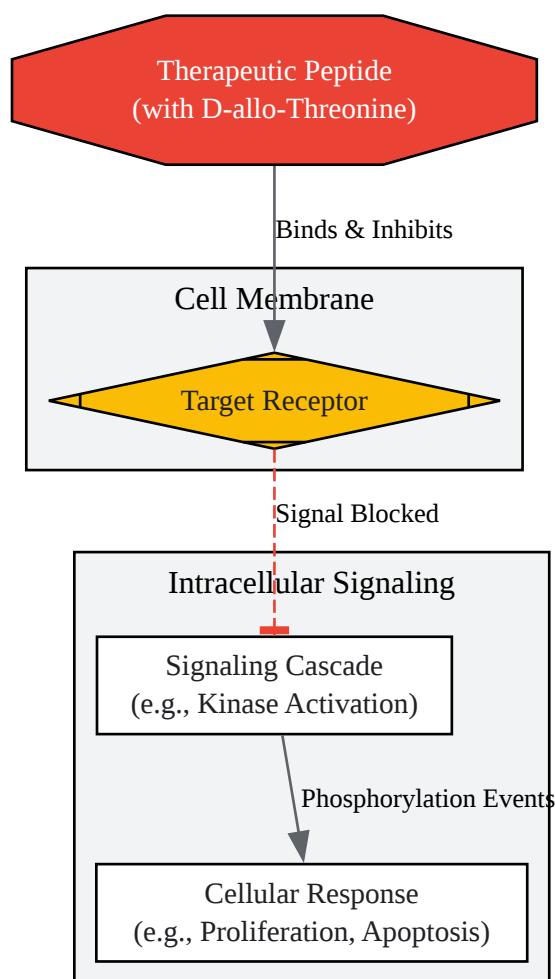 Therapeutic Peptide
(with D-allo-Threonine)
Binds & Inhibits
Cell Membrane
Target Receptor
Signal Blocked
Intracellular Signaling
Signaling Cascade
(e.g., Kinase Activation)
Phosphorylation Events
Cellular Response
(e.g., Proliferation, Apoptosis)